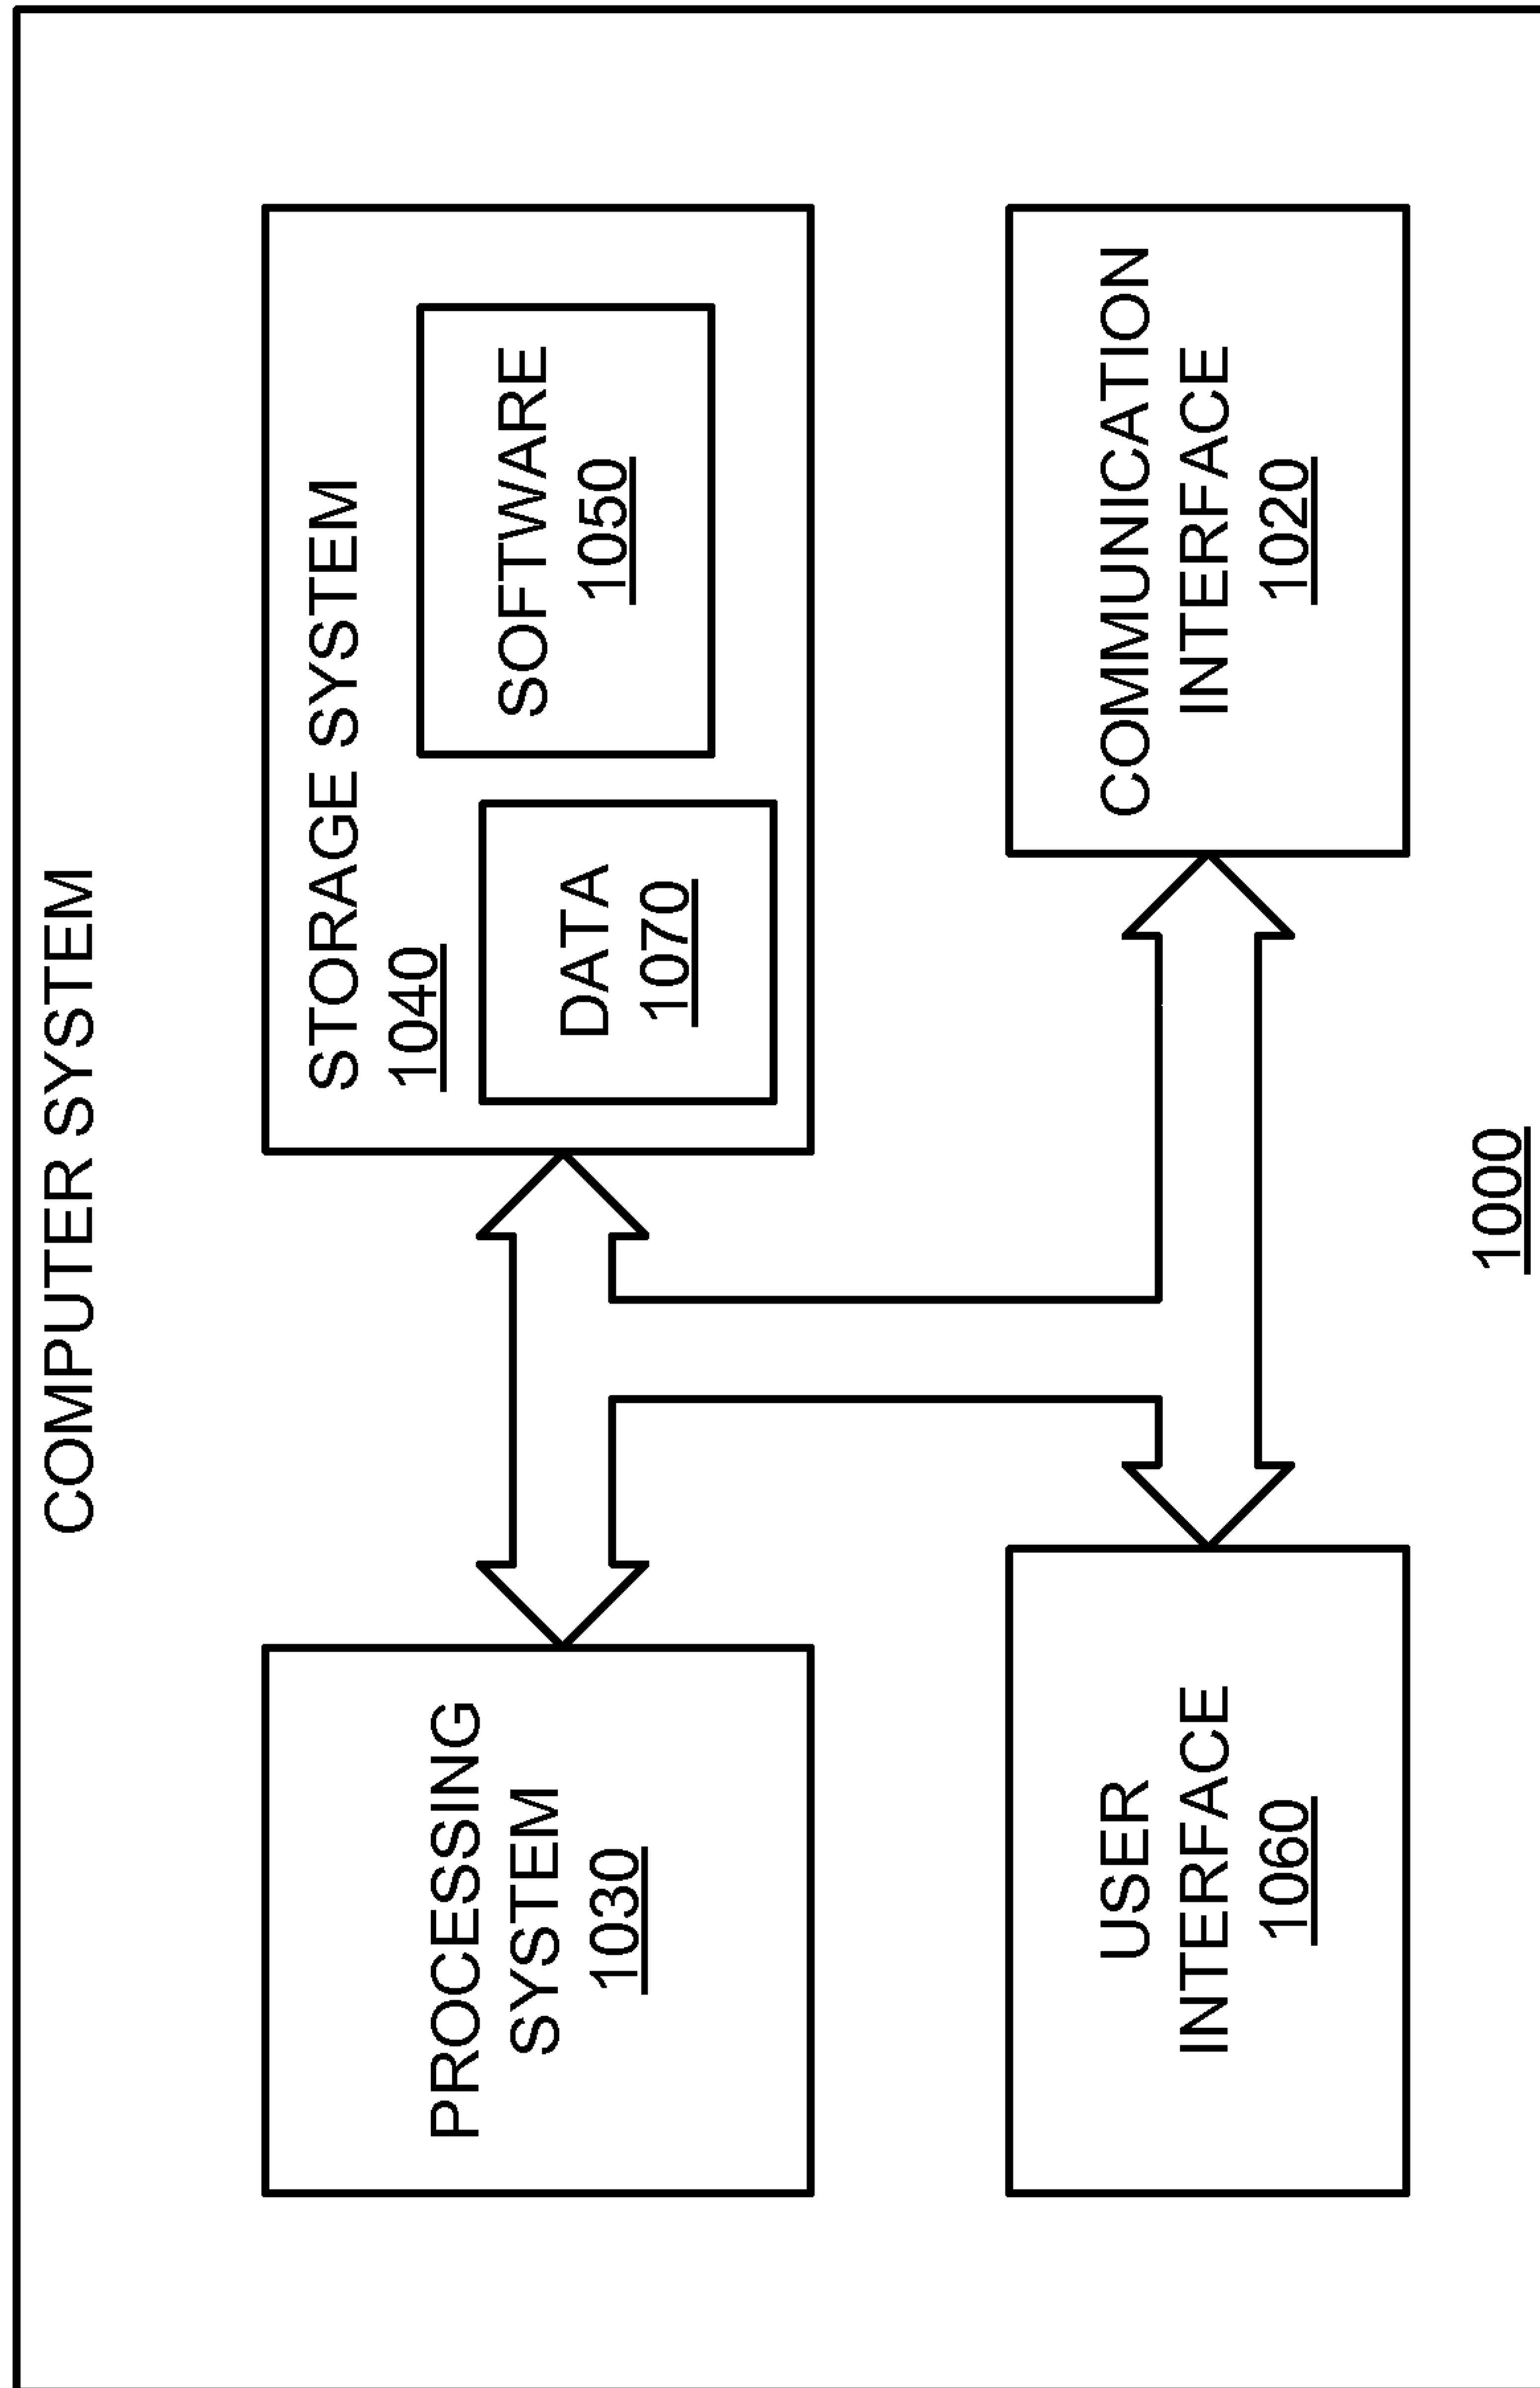 COMPUTER SYSTEM
PROCESSING
SYSTEM
1030
STORAGE SYSTEM
1040
DATA
1070
SOFTWARE
1050
USER
INTERFACE
1060
COMMUNICATION
INTERFACE
1020
1000